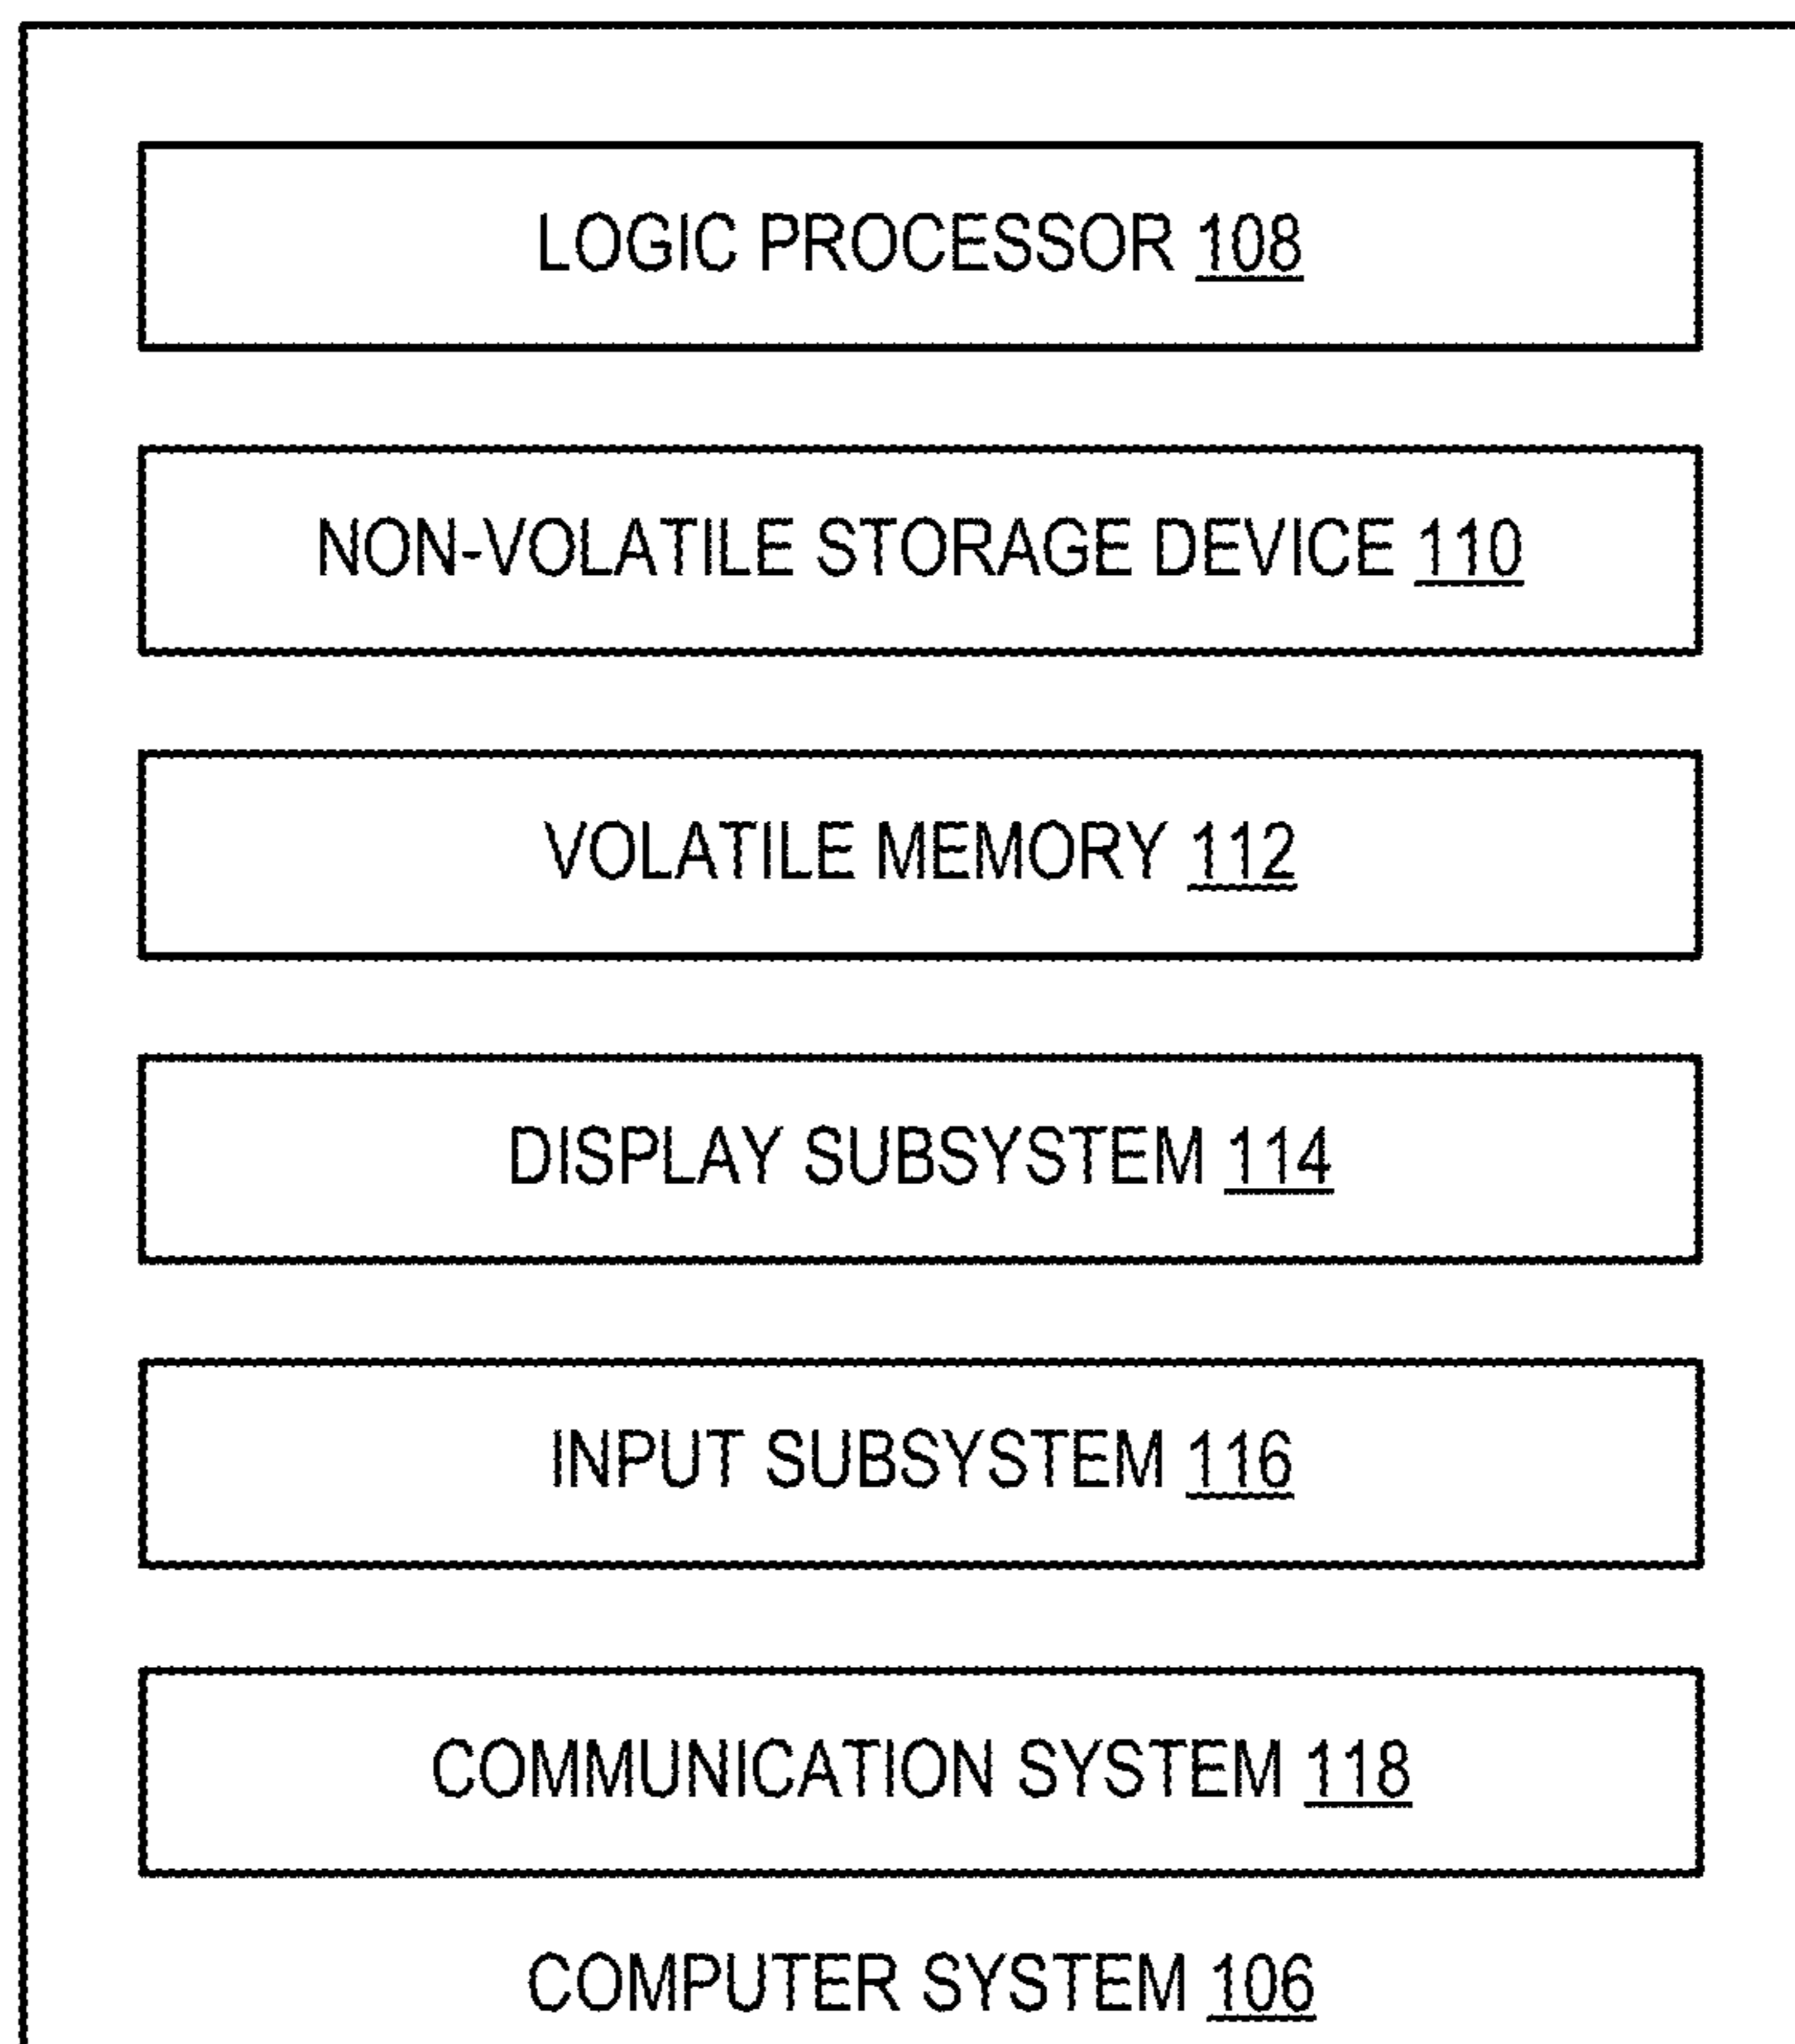 LOGIC PROCESSOR 108
NON-VOLATILE STORAGE DEVICE 110
VOLATILE MEMORY 112
DISPLAY SUBSYSTEM 114
INPUT SUBSYSTEM 116
COMMUNICATION SYSTEM 118
COMPUTER SYSTEM 106